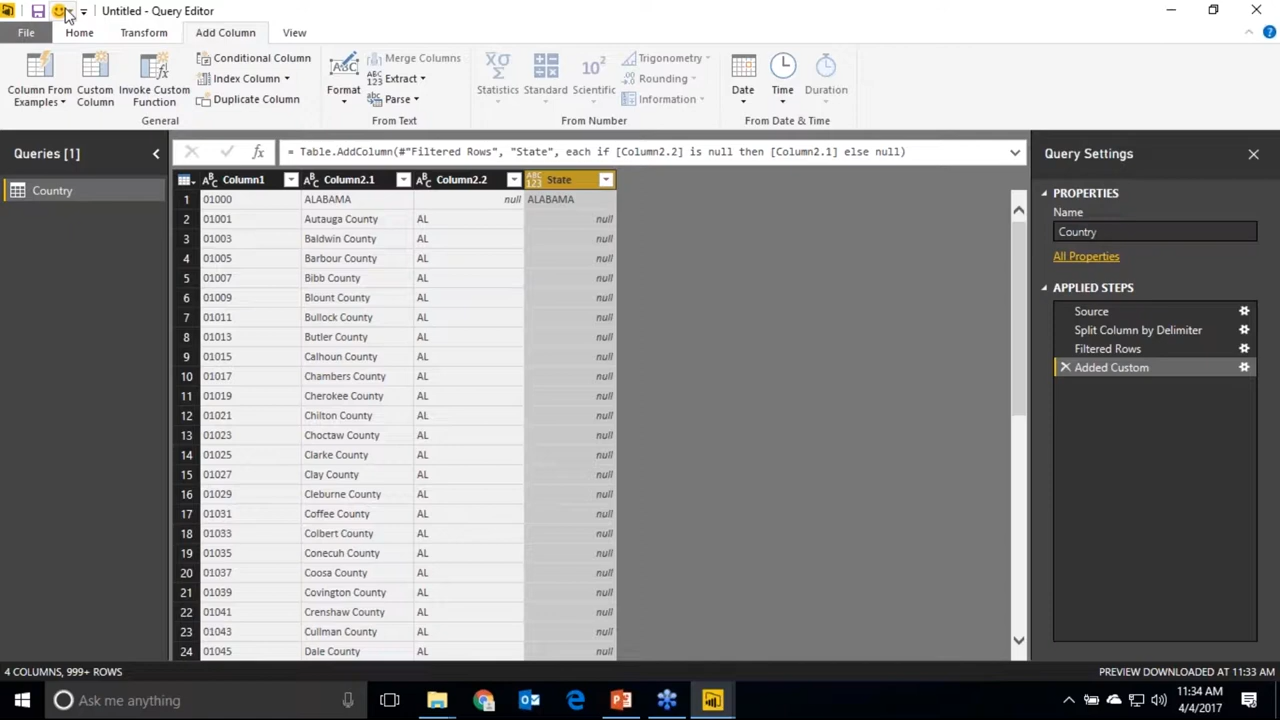 Untitled - Query Editor
File Home Transform Add Column View
Column From Examples
Custom Column
Invoke Custom Function
Conditional Column
Index Column
Duplicate Column
General
Format
Merge Columns
Extract
Parse
From Text
Statistics
Standard
Scientific
Trigonometry
Rounding
Information
From Number
Date
Time
Duration
From Date & Time
Queries [1]
Country
= Table.AddColumn(#"Filtered Rows", "State", each if [Column2.2] is null then [Column2.1] else null)
Column1 Column2.1 Column2.2 State
1 01000 ALABAMA null ALABAMA
2 01001 Autauga County AL null
3 01003 Baldwin County AL null
4 01005 Barbour County AL null
5 01007 Bibb County AL null
6 01009 Blount County AL null
7 01011 Bullock County AL null
8 01013 Butler County AL null
9 01015 Calhoun County AL null
10 01017 Chambers County AL null
11 01019 Cherokee County AL null
12 01021 Chilton County AL null
13 01023 Choctaw County AL null
14 01025 Clarke County AL null
15 01027 Clay County AL null
16 01029 Cleburne County AL null
17 01031 Coffee County AL null
18 01033 Colbert County AL null
19 01035 Conecuh County AL null
20 01037 Coosa County AL null
21 01039 Covington County AL null
22 01041 Crenshaw County AL null
23 01043 Cullman County AL null
24 01045 Dale County AL null
Query Settings
PROPERTIES
Name
Country
All Properties
APPLIED STEPS
Source
Split Column by Delimiter
Filtered Rows
Added Custom
4 COLUMNS, 999+ ROWS
PREVIEW DOWNLOADED AT 11:33 AM
Ask me anything
11:34 AM
4/4/2017